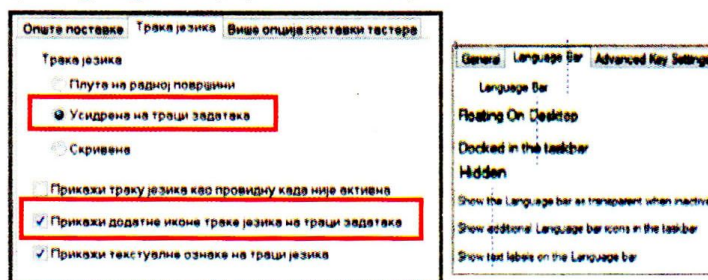 Опште поставке Трака језика Више опција поставки тастера
Трака језика
Плута на радној површини
Усидрена на траци задатака
Скривена
Прикажи траку језика као провидну када није активна
Прикажи додатне иконе траке језика на траци задатака
Прикажи текстуалне ознаке на траци језика
General Language Bar Advanced Key Settings
Language Bar
Floating On Desktop
Docked in the taskbar
Hidden
Show the Language bar as transparent when inactive
Show additional Language bar icons in the taskbar
Show text labels on the Language bar